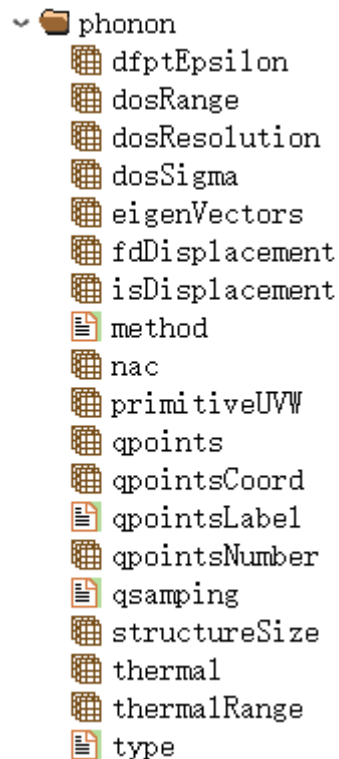 phonon
dfptEpsilon
dosRange
dosResolution
dosSigma
eigenVectors
fdDisplacement
isDisplacement
method
nac
primitiveUVW
qpoints
qpointsCoord
qpointsLabel
qpointsNumber
qsamping
structureSize
thermal
thermalRange
type